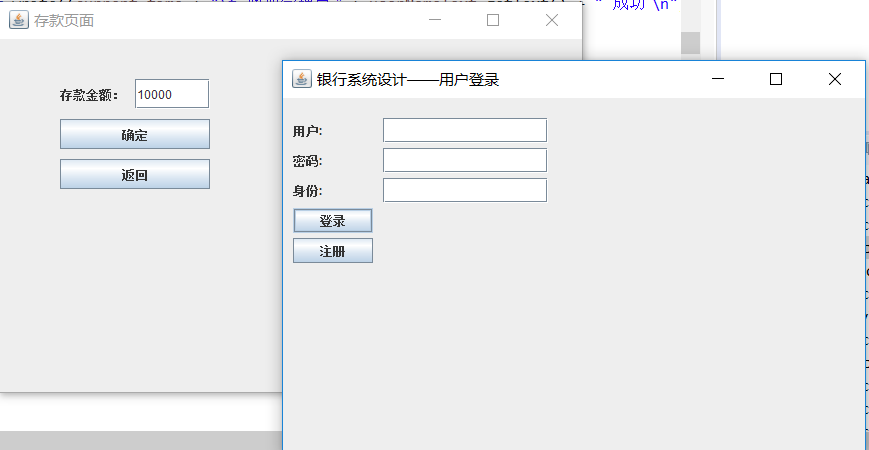 存款页面
成功 \n"
存款金额：
10000
确定
返回
银行系统设计——用户登录
用户:
密码:
身份:
登录
注册